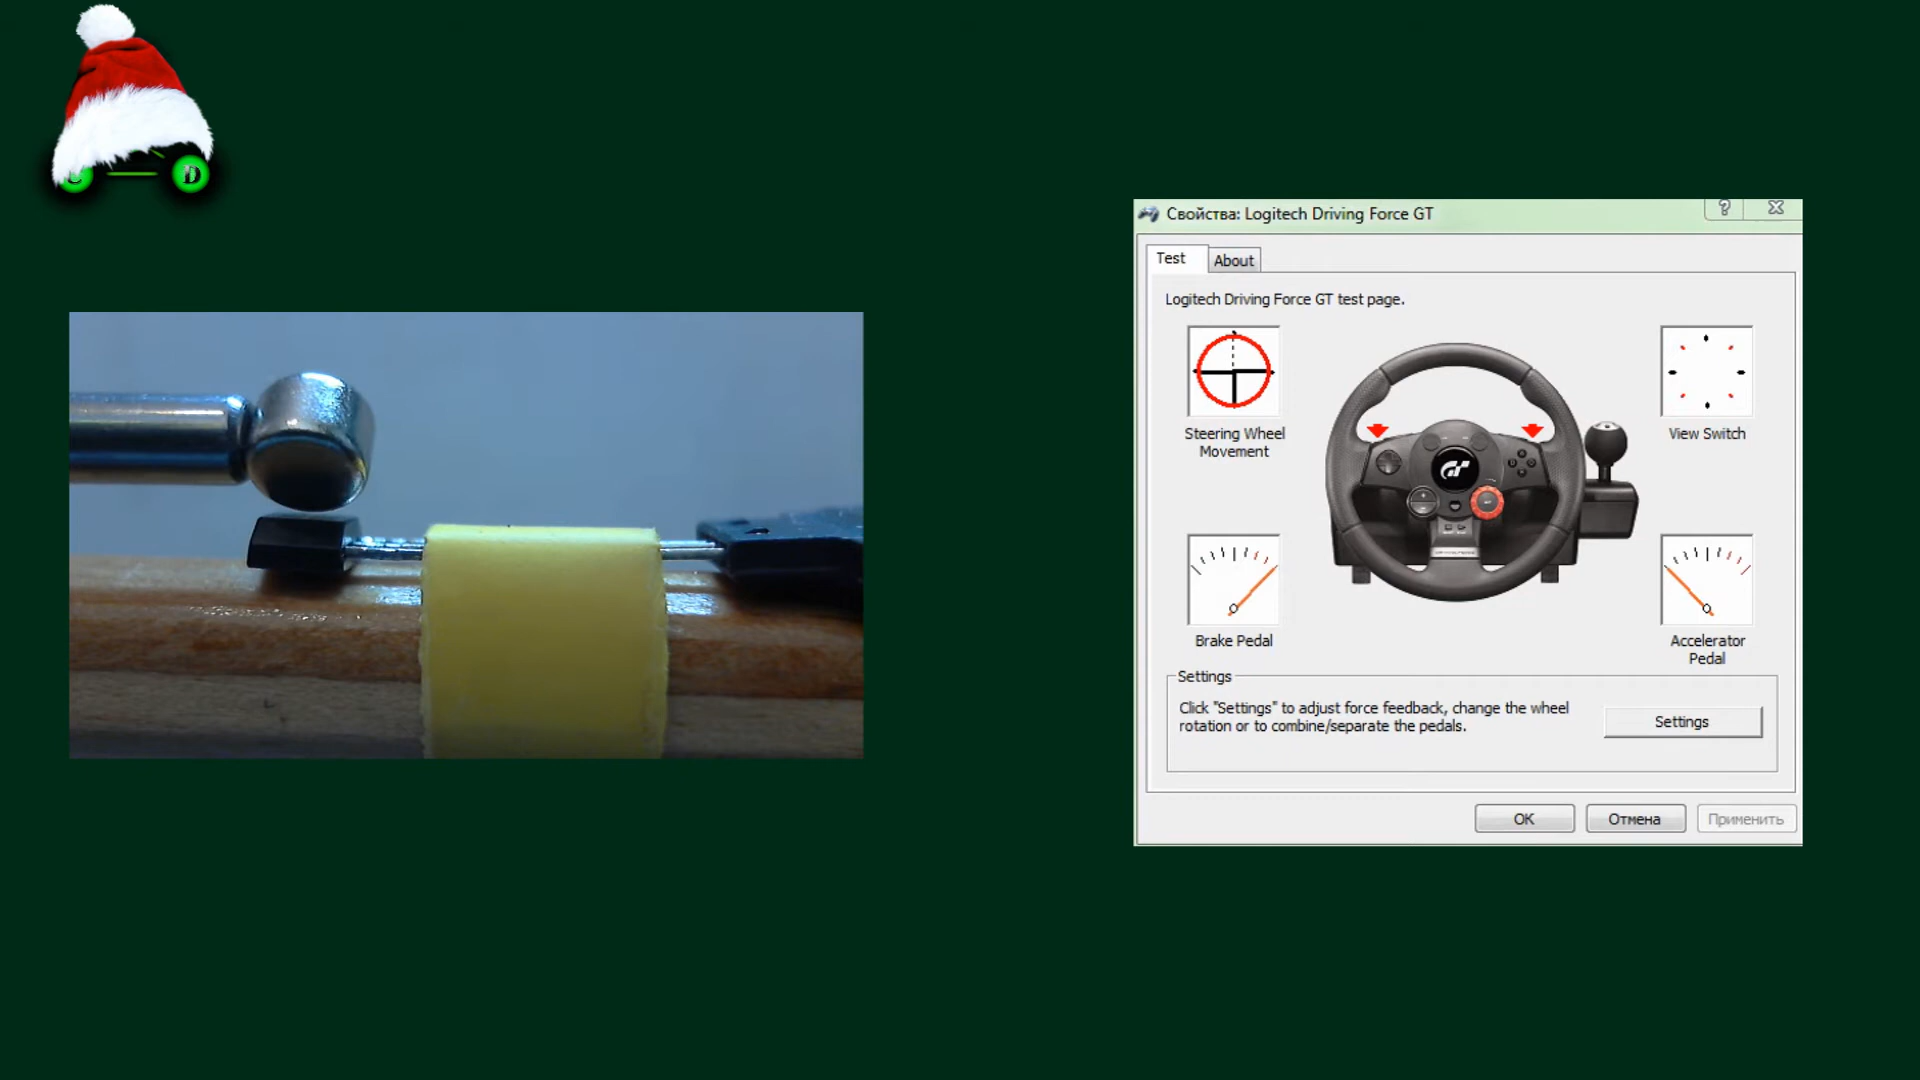 D
Свойства: Logitech Driving Force GT
Test
About
Logitech Driving Force GT test page.
Steering Wheel
Movement
View Switch
Brake Pedal
Accelerator
Pedal
Settings
Click "Settings" to adjust force feedback, change the wheel
rotation or to combine/separate the pedals.
Settings
OK
Отмена
Применить